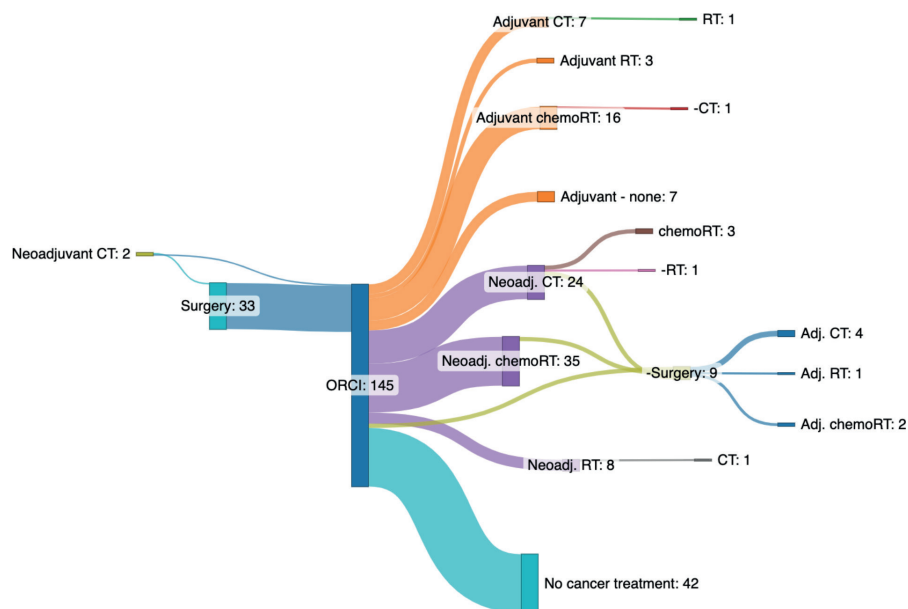 Adjuvant CT: 7
RT: 1
Adjuvant RT: 3
Adjuvant chemoRT: 16
-CT: 1
Adjuvant - none: 7
chemoRT: 3
Neoadjuvant CT: 2
-RT: 1
Neoadj. CT: 24
Surgery: 33
Adj. CT: 4
Neoadj. chemoRT: 35
-Surgery: 9
Adj. RT: 1
ORCI: 145
Adj. chemoRT: 2
Neoadj. RT: 8
CT: 1
No cancer treatment: 42